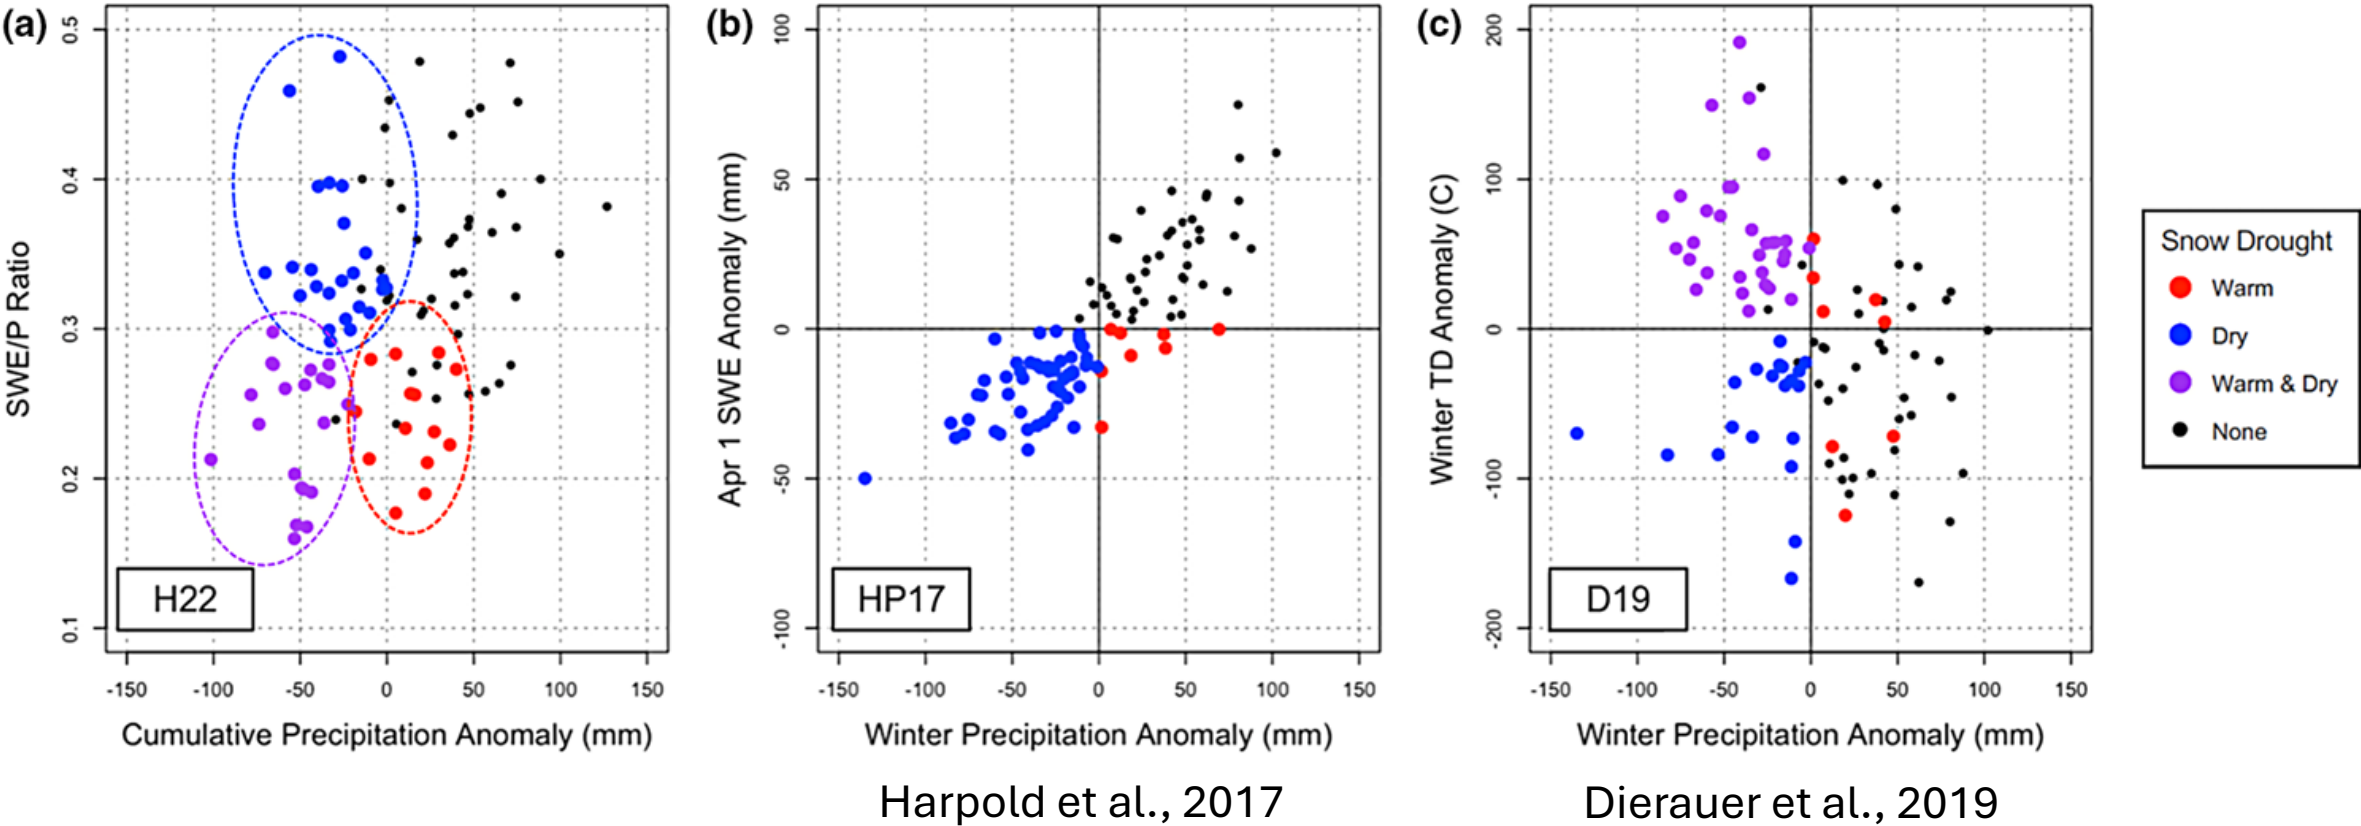 (a)
0.5
0.4
0.3
0.2
0.1
SWE/P Ratio
H22
-150 -100 -50 0 50 100 150
Cumulative Precipitation Anomaly (mm)
(b)
100
50
0
-50
-100
Apr 1 SWE Anomaly (mm)
HP17
-150 -100 -50 0 50 100 150
Winter Precipitation Anomaly (mm)
Harpold et al., 2017
(c)
200
100
0
-100
-200
Winter TD Anomaly (C)
D19
-150 -100 -50 0 50 100 150
Winter Precipitation Anomaly (mm)
Dierauer et al., 2019
Snow Drought
Warm
Dry
Warm & Dry
None